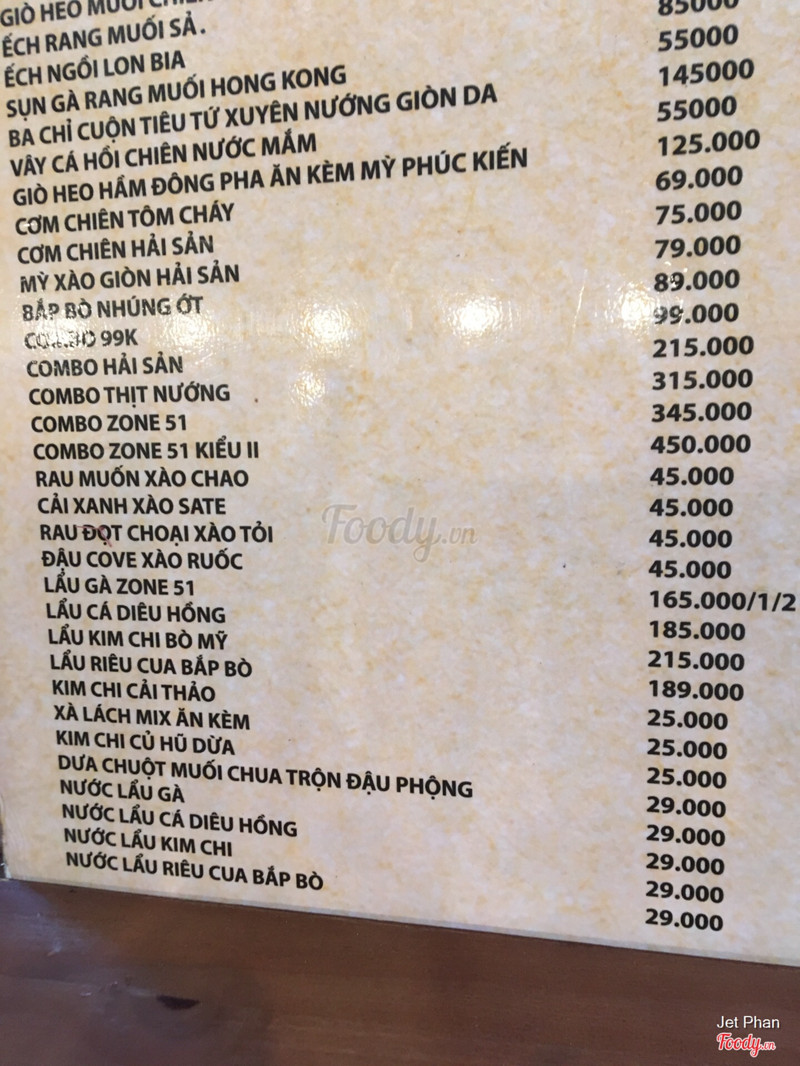 GIÒ HEO MUỐI
ẾCH RANG MUỐI SẢ.
ẾCH NGỒI LON BIA 85000
SỤN GÀ RANG MUỐI HONG KONG 55000
BA CHỈ CUỘN TIÊU TỨ XUYÊN NƯỚNG GIÒN DA 145000
VÂY CÁ HỒI CHIÊN NƯỚC MẮM 55000
GIÒ HEO HẦM ĐÔNG PHA ĂN KÈM MỲ PHÚC KIẾN 125.000
CƠM CHIÊN TÔM CHÁY 69.000
CƠM CHIÊN HẢI SẢN 75.000
MỲ XÀO GIÒN HẢI SẢN 79.000
BẮP BÒ NHÚNG ỚT 89.000
COMBO 99K 99.000
COMBO HẢI SẢN 215.000
COMBO THỊT NƯỚNG 315.000
COMBO ZONE 51 345.000
COMBO ZONE 51 KIỂU II 450.000
RAU MUỐN XÀO CHAO 45.000
CẢI XANH XÀO SATE 45.000
RAU ĐỌT CHOẠI XÀO TỎI 45.000
ĐẬU COVE XÀO RUỐC 45.000
LẨU GÀ ZONE 51 165.000/1/2
LẨU CÁ DIÊU HỒNG 185.000
LẨU KIM CHI BÒ MỸ 215.000
LẨU RIÊU CUA BẮP BÒ 189.000
KIM CHI CẢI THẢO 25.000
XÀ LÁCH MIX ĂN KÈM 25.000
KIM CHI CỦ HŨ DỪA 25.000
DƯA CHUỘT MUỐI CHUA TRỘN ĐẬU PHỘNG 29.000
NƯỚC LẨU GÀ 29.000
NƯỚC LẨU CÁ DIÊU HỒNG 29.000
NƯỚC LẨU KIM CHI 29.000
NƯỚC LẨU RIÊU CUA BẮP BÒ 29.000
Foody.vn
Jet Phan
Foody.vn